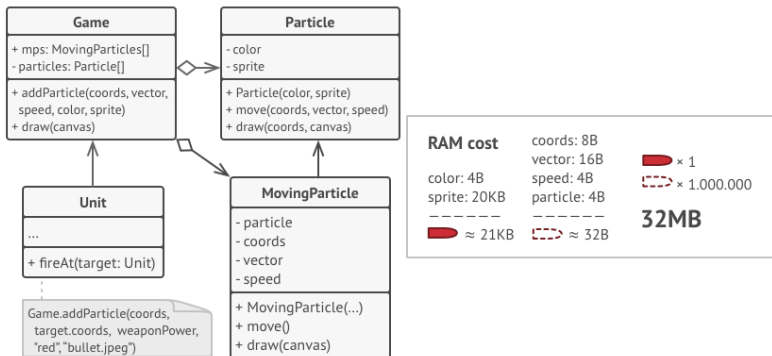 Game
+ mps: MovingParticles[]
- particles: Particle[]
+ addParticle(coords, vector,
speed, color, sprite)
+ draw(canvas)
Particle
- color
- sprite
+ Particle(color, sprite)
+ move(coords, vector, speed)
+ draw(coords, canvas)
Unit
...
+ fireAt(target: Unit)
Game.addParticle(coords,
target.coords, weaponPower,
"red", "bullet.jpeg")
MovingParticle
- particle
- coords
- vector
- speed
+ MovingParticle(...)
+ move()
+ draw(canvas)
RAM cost
color: 4B
sprite: 20KB
≈ 21KB
coords: 8B
vector: 16B
speed: 4B
particle: 4B
≈ 32B
× 1
× 1.000.000
32MB